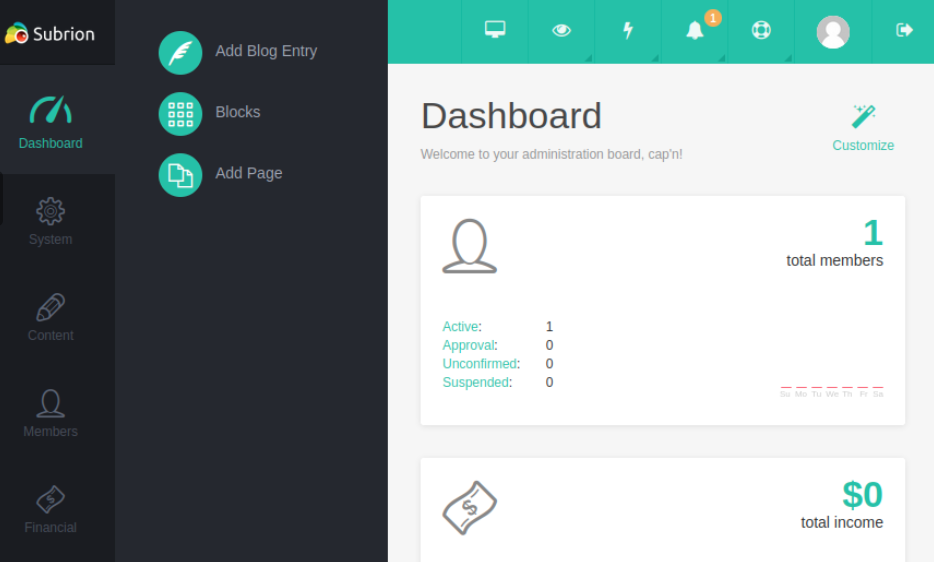 Subrion
Dashboard
System
Content
Members
Financial
Add Blog Entry
Blocks
Add Page
1
Dashboard
Welcome to your administration board, cap'n!
Customize
1
total members
Active: 1
Approval: 0
Unconfirmed: 0
Suspended: 0
Su Mo Tu We Th Fr Sa
$
$0
total income